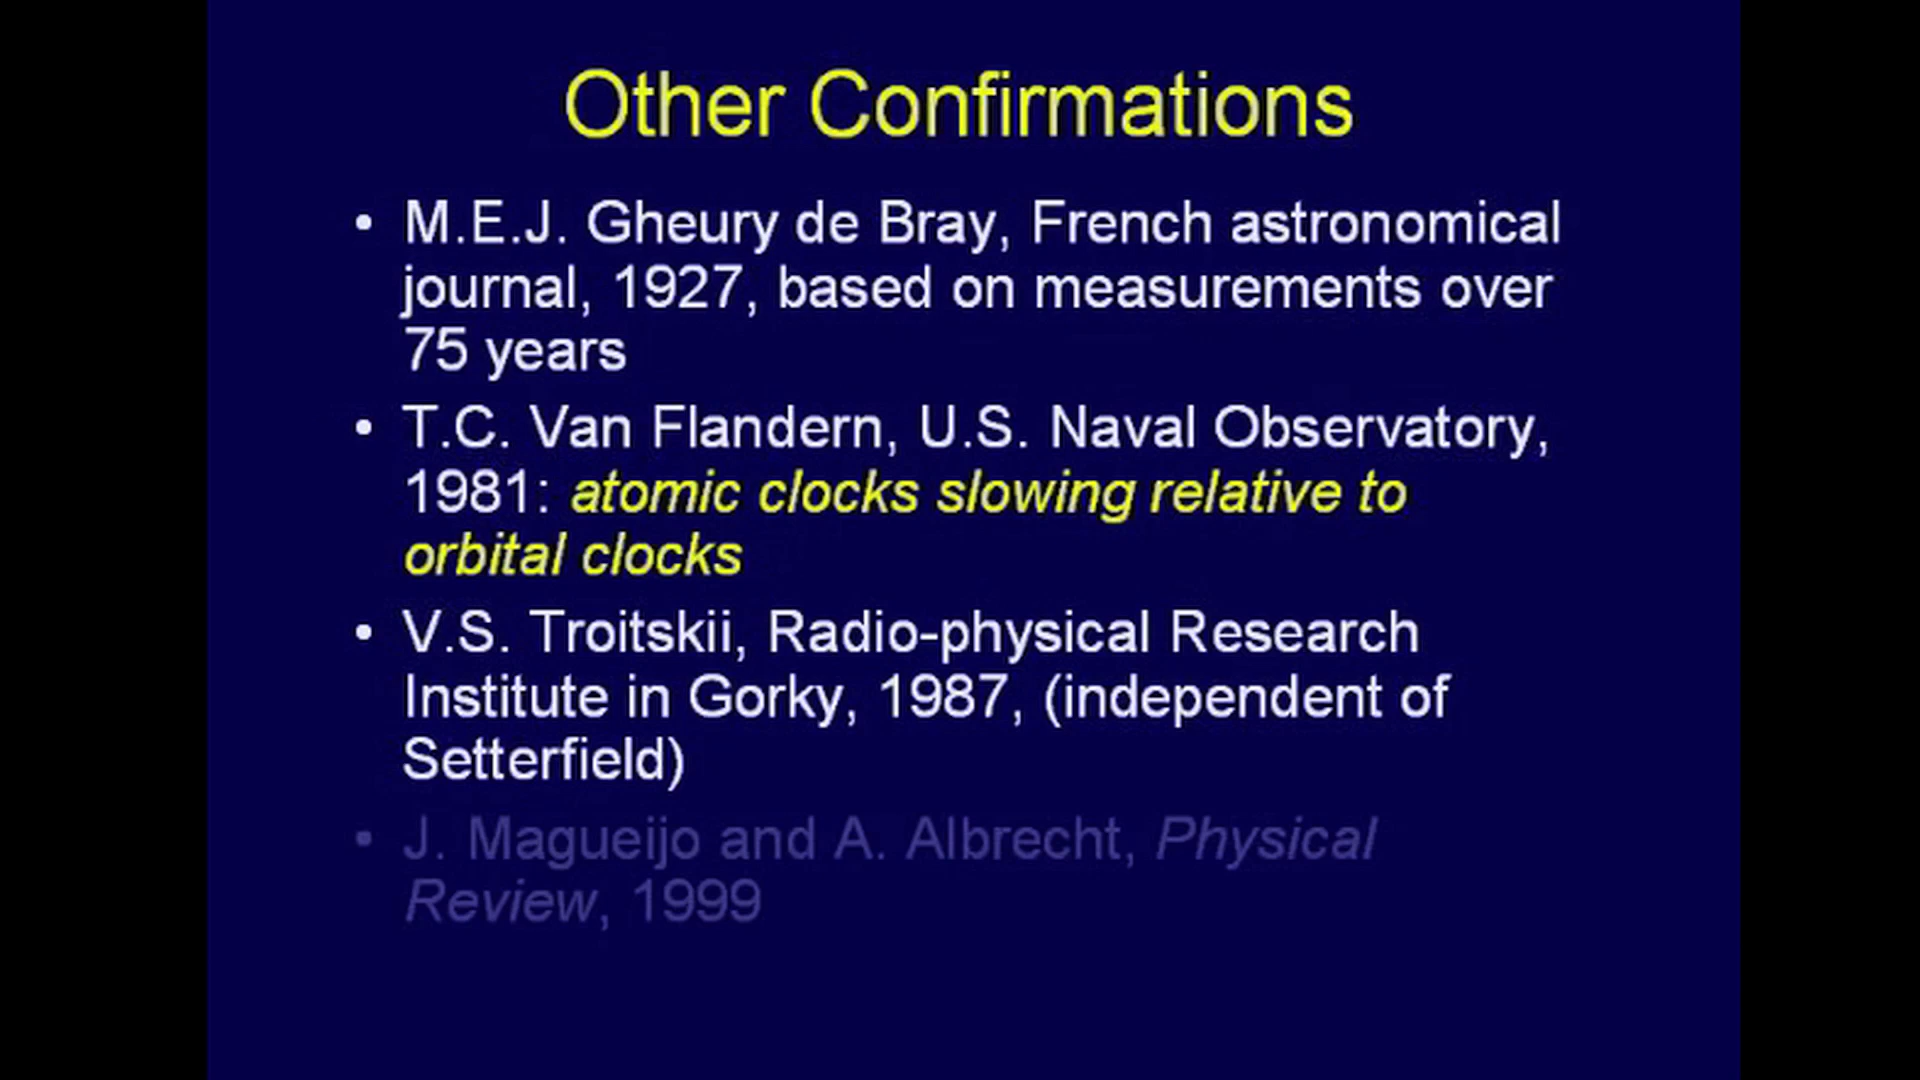 Other Confirmations
• M.E.J. Gheury de Bray, French astronomical
journal, 1927, based on measurements over
75 years
• T.C. Van Flandern, U.S. Naval Observatory,
1981: atomic clocks slowing relative to
orbital clocks
• V.S. Troitskii, Radio-physical Research
Institute in Gorky, 1987, (independent of
Setterfield)
• J. Magueijo and A. Albrecht, Physical
Review, 1999